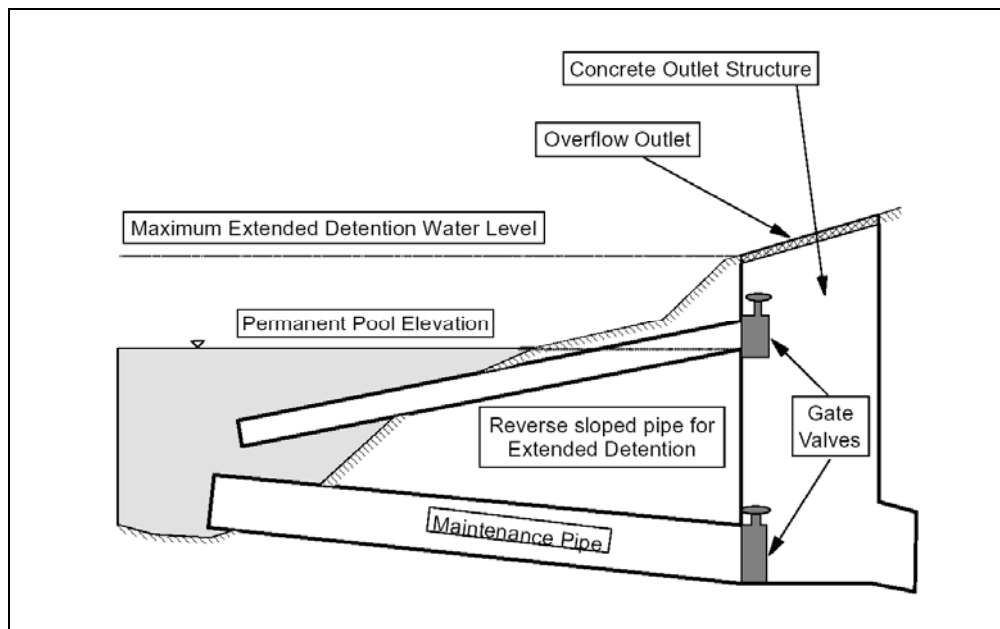 Concrete Outlet Structure
Overflow Outlet
Maximum Extended Detention Water Level
Permanent Pool Elevation
Reverse sloped pipe for
Extended Detention
Gate
Valves
Maintenance Pipe